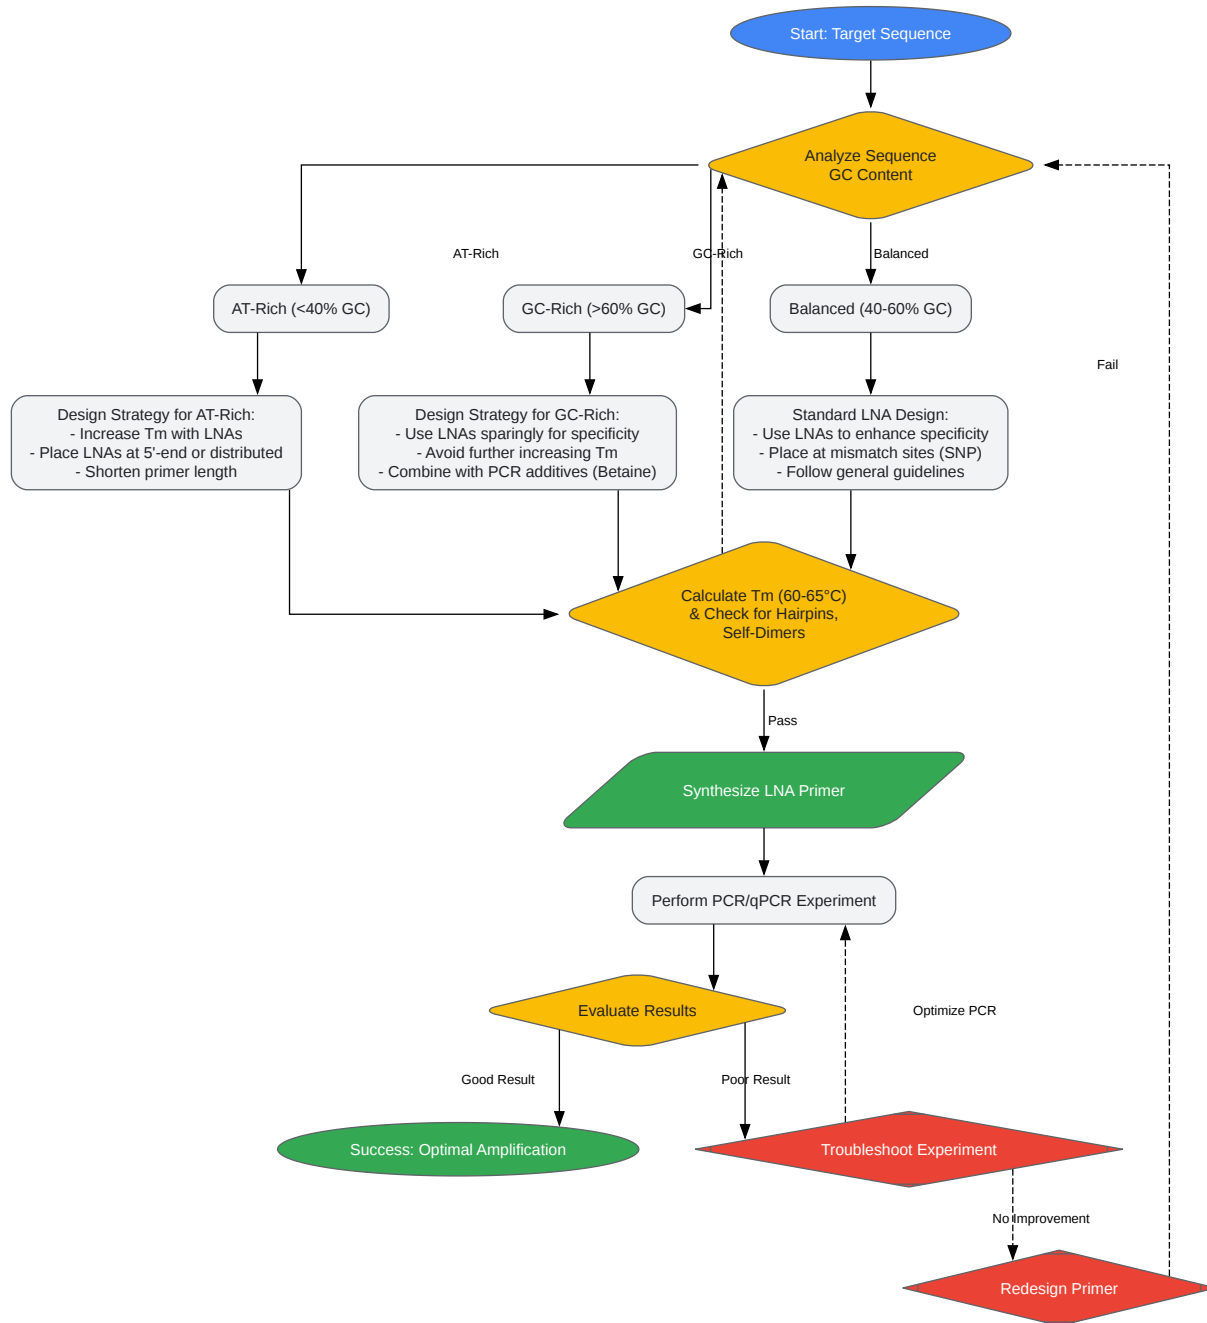 Start: Target Sequence
Analyze Sequence
GC Content
AT-Rich
GC-Rich
Balanced
AT-Rich (<40% GC)
GC-Rich (>60% GC)
Balanced (40-60% GC)
Fail
Design Strategy for AT-Rich:
- Increase Tm with LNAs
- Place LNAs at 5'-end or distributed
- Shorten primer length
Design Strategy for GC-Rich:
- Use LNAs sparingly for specificity
- Avoid further increasing Tm
- Combine with PCR additives (Betaine)
Standard LNA Design:
- Use LNAs to enhance specificity
- Place at mismatch sites (SNP)
- Follow general guidelines
Calculate Tm (60-65°C)
& Check for Hairpins,
Self-Dimers
Pass
Synthesize LNA Primer
Perform PCR/qPCR Experiment
Evaluate Results
Optimize PCR
Good Result
Poor Result
Success: Optimal Amplification
Troubleshoot Experiment
No Improvement
Redesign Primer